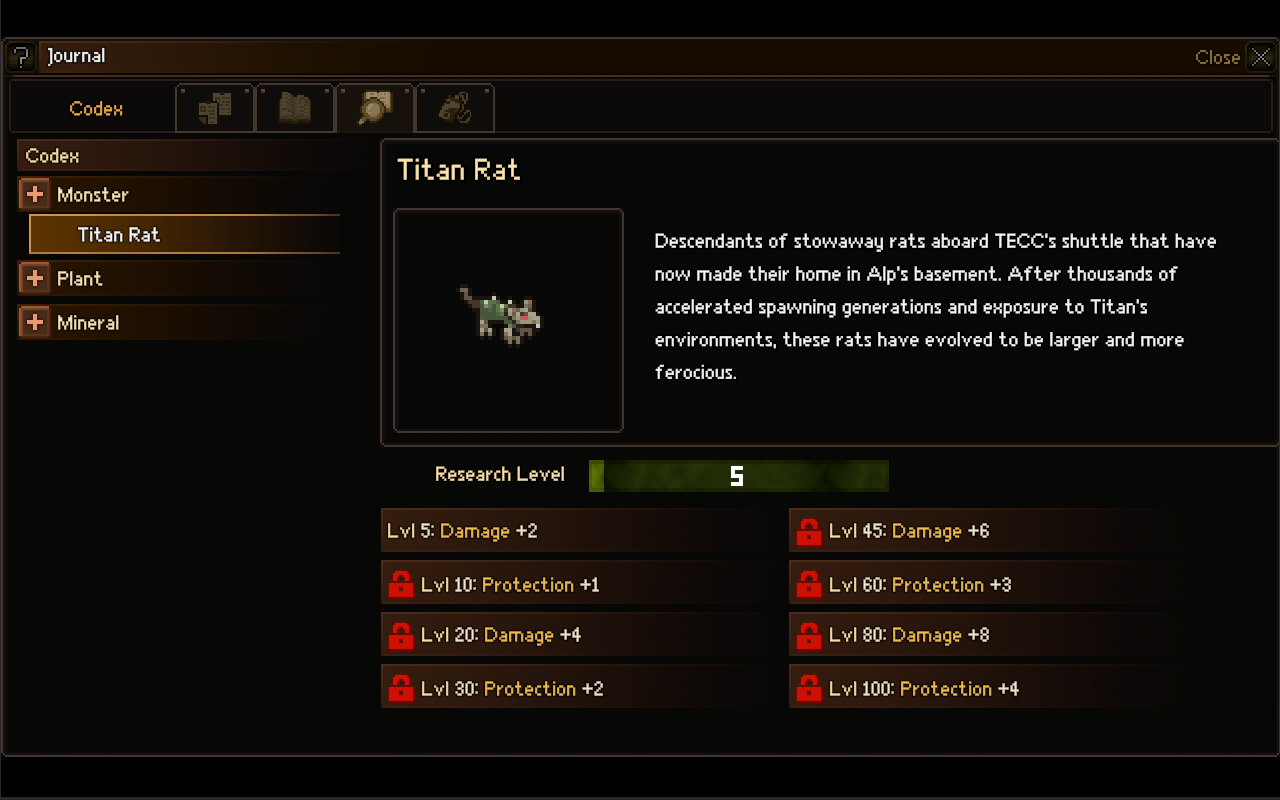 ?
Journal
Close
Codex
Codex
Monster
Titan Rat
Plant
Mineral
Titan Rat
Descendants of stowaway rats aboard TECC's shuttle that have
now made their home in Alp's basement. After thousands of
accelerated spawning generations and exposure to Titan's
environments, these rats have evolved to be larger and more
ferocious.
Research Level
5
Lvl 5: Damage +2
Lvl 10: Protection +1
Lvl 20: Damage +4
Lvl 30: Protection +2
Lvl 45: Damage +6
Lvl 60: Protection +3
Lvl 80: Damage +8
Lvl 100: Protection +4